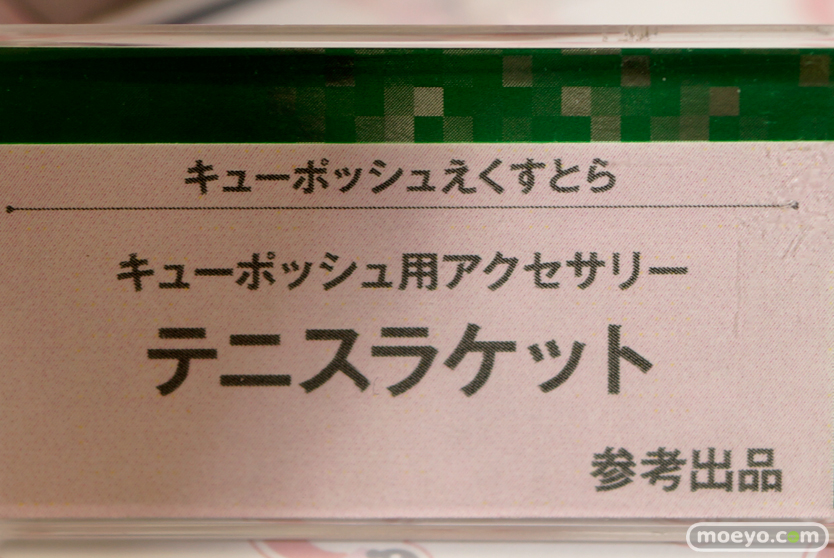 キューポッシュえくすとら
キューポッシュ用アクセサリー
テニスラケット
参考出品
moeyo.com